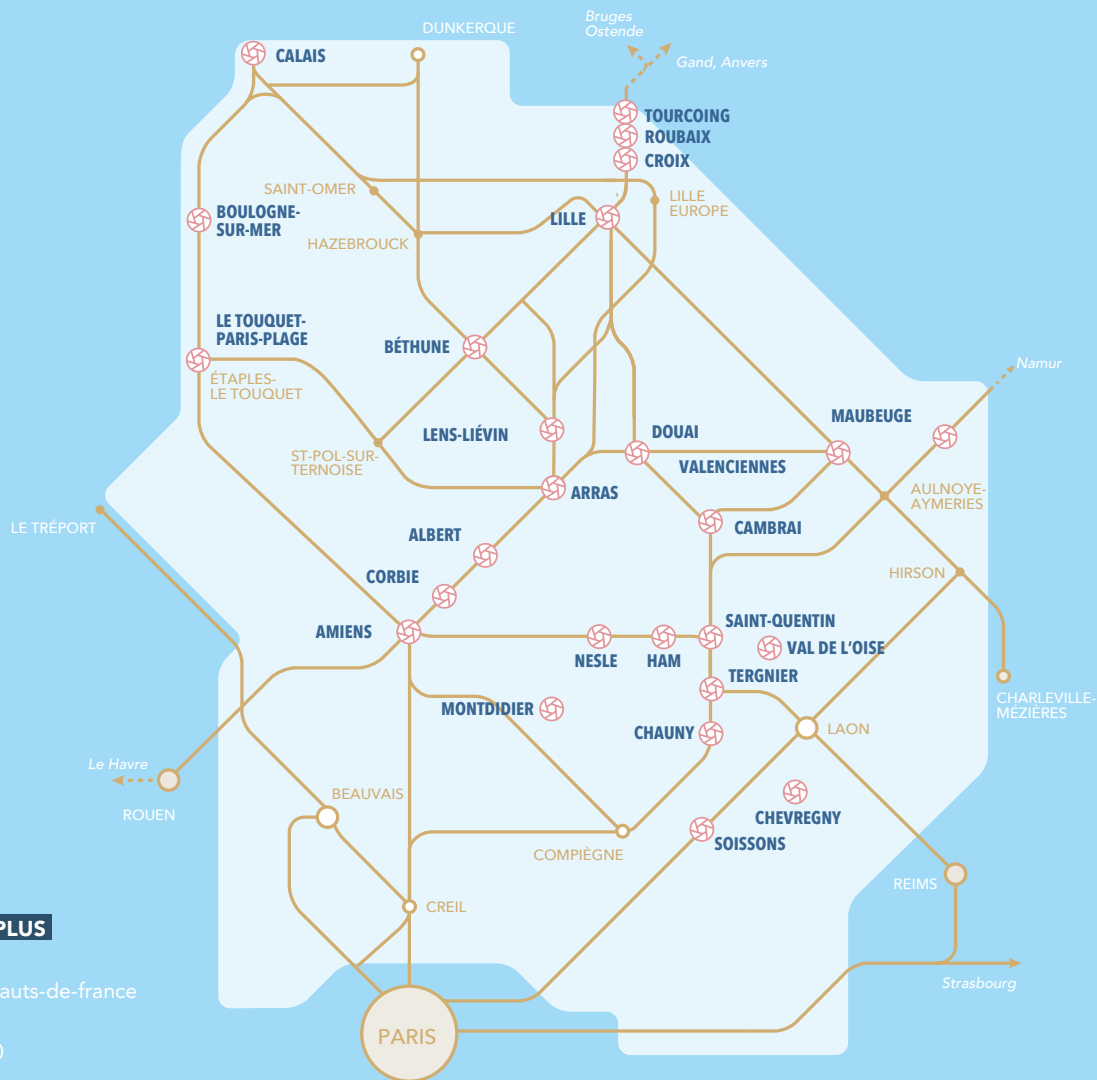 Bruges
Ostende
DUNKERQUE
CALAIS
Gand, Anvers
TOURCOING
ROUBAIX
CROIX
SAINT-OMER
LILLE
EUROPE
BOULOGNE-
SUR-MER
LILLE
HAZEBROUCK
LE TOUQUET-
PARIS-PLAGE
BÉTHUNE
Namur
ÉTAPLES-
LE TOUQUET
MAUBEUGE
LENS-LIÉVIN
DOUAI
ST-POL-SUR-
TERNOISE
VALENCIENNES
ARRAS
AULNOYE-
AYMERIES
LE TRÉPORT
CAMBRAI
ALBERT
CORBIE
HIRSON
AMIENS
SAINT-QUENTIN
VAL DE L'OISE
NESLE
HAM
TERGNIER
CHARLEVILLE-
MÉZIÈRES
MONTDIDIER
CHAUNY
LAON
Le Havre
BEAUVAIS
ROUEN
CHEVREGNY
SOISSONS
COMPIÈGNE
REIMS
CREIL
PLUS
Strasbourg
auts-de-france
PARIS